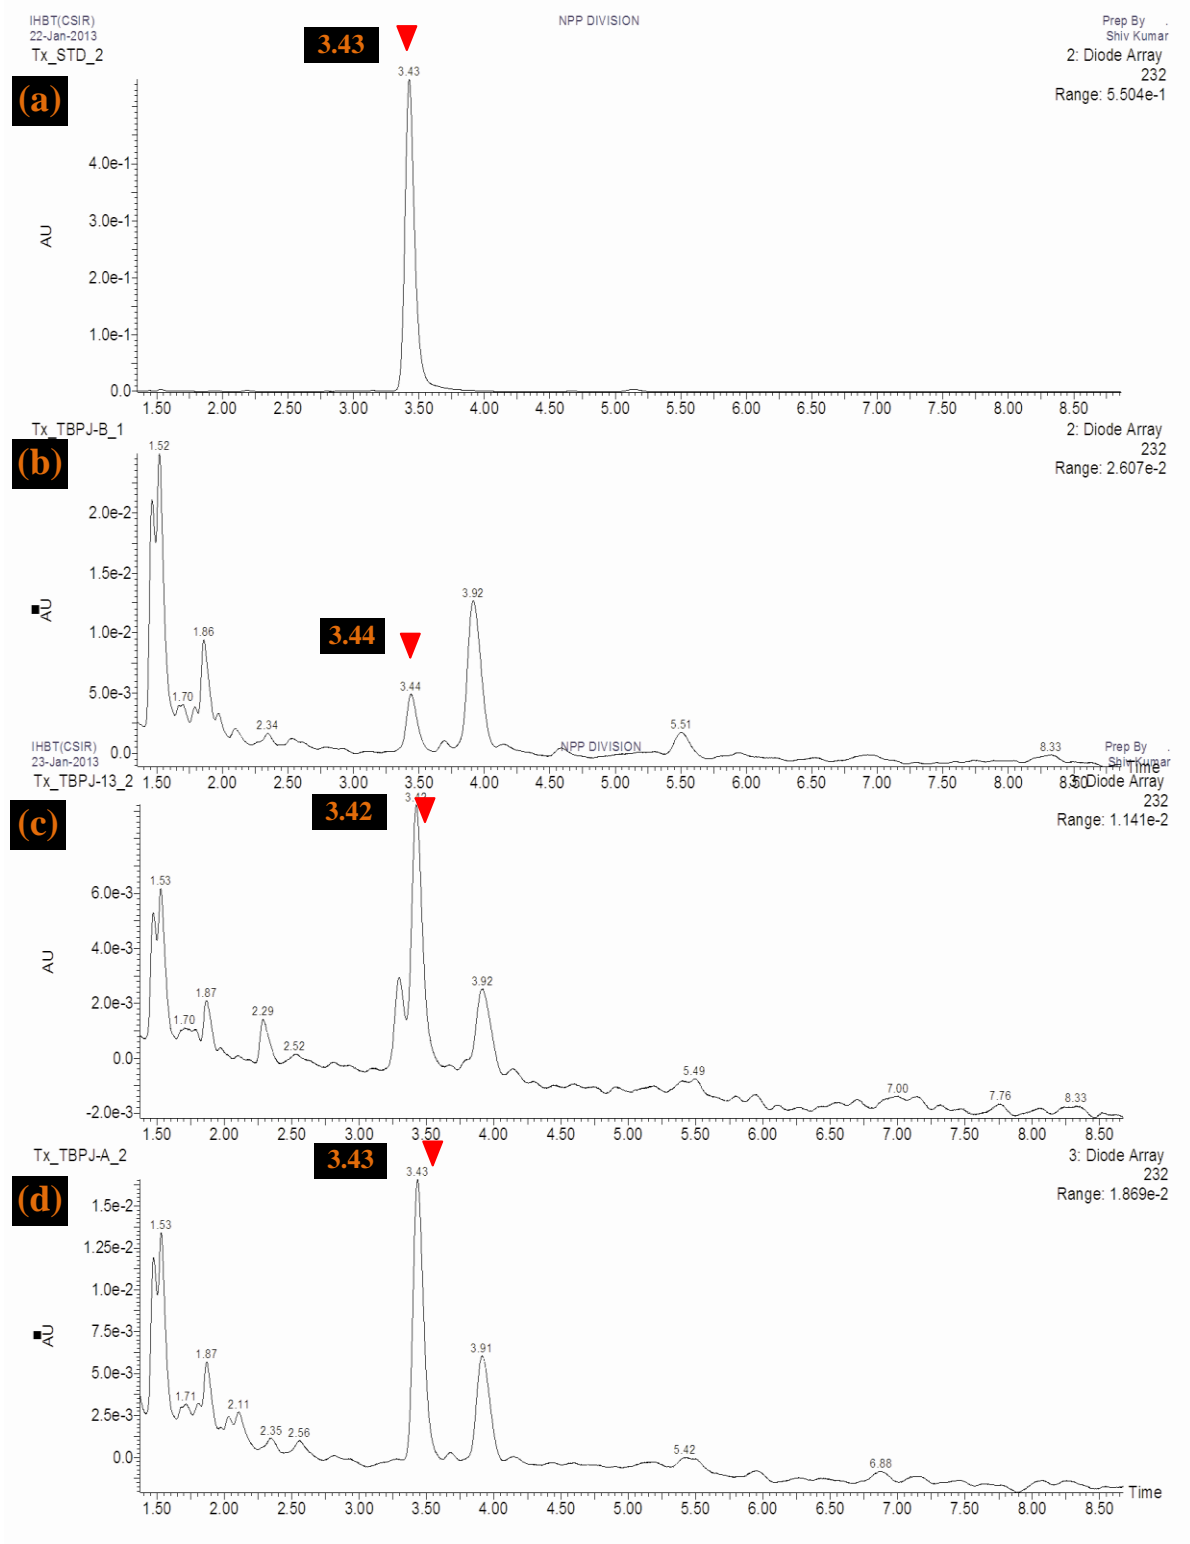 IHBT(CSIR) NPP DIVISION Prep By .
22-Jan-2013 Shiv Kumar
Tx_STD_2 2: Diode Array
232
Range: 5.504e-1
(a)
3.43
3.43
4.0e-1
3.0e-1
AU
2.0e-1
1.0e-1
0.0
1.50 2.00 2.50 3.00 3.50 4.00 4.50 5.00 5.50 6.00 6.50 7.00 7.50 8.00 8.50
Tx_TBPJ-B_1 2: Diode Array
232
Range: 2.607e-2
(b)
1.52
2.0e-2
1.5e-2
AU
3.92
1.0e-2
1.86
3.44
3.44
5.0e-3
1.70
2.34
5.51
8.33
0.0
Time
1.50 2.00 2.50 3.00 3.50 4.00 4.50 5.00 5.50 6.00 6.50 7.00 7.50 8.00 8.50
IHBT(CSIR) NPP DIVISION Prep By .
23-Jan-2013 Shiv Kumar
Tx_TBPJ-13_2 3: Diode Array
232
Range: 1.141e-2
(c)
3.42
3.42
1.53
6.0e-3
4.0e-3
AU
3.92
2.0e-3
1.87
2.29
1.70
2.52
0.0
5.49
7.00
7.76
8.33
-2.0e-3
1.50 2.00 2.50 3.00 3.50 4.00 4.50 5.00 5.50 6.00 6.50 7.00 7.50 8.00 8.50
Tx_TBPJ-A_2 3: Diode Array
232
Range: 1.869e-2
(d)
3.43
3.43
1.5e-2
1.53
1.25e-2
1.0e-2
AU
7.5e-3
3.91
1.87
5.0e-3
1.71
2.11
2.5e-3
2.35 2.56
5.42
6.88
0.0
Time
1.50 2.00 2.50 3.00 3.50 4.00 4.50 5.00 5.50 6.00 6.50 7.00 7.50 8.00 8.50